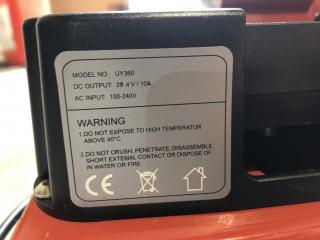 MODEL NO: UY360
DC OUTPUT: 29.4V / 10A
AC INPUT: 100-240V
WARNING
1.DO NOT EXPOSE TO HIGH TEMPERATUR
ABOVE 40°C.
2.DO NOT CRUSH, PENETRATE, DISASSEMBLE,
SHORT EXTEMAL CONTACT OR DISPOSE OF
IN WATER OR FIRE.
CE